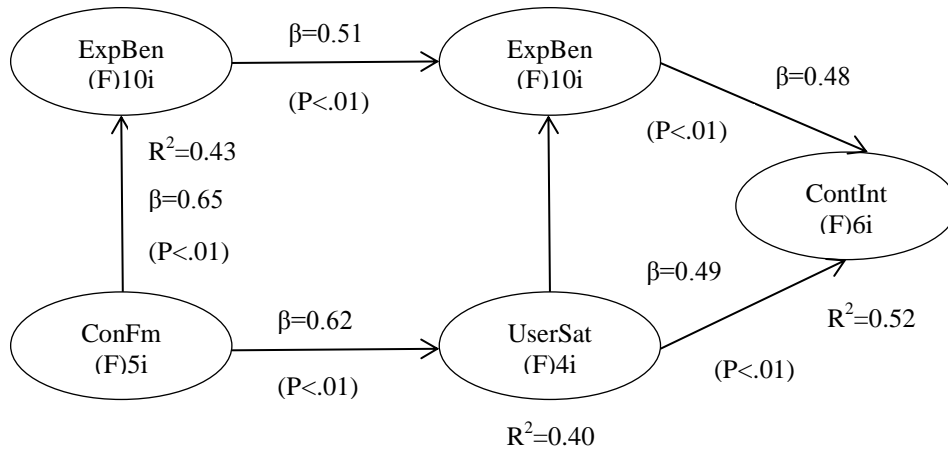 ExpBen
(F)10i
β=0.51
(P<.01)
ExpBen
(F)10i
β=0.48
(P<.01)
R²=0.43
β=0.65
(P<.01)
ContInt
(F)6i
β=0.49
R²=0.52
ConFm
(F)5i
β=0.62
(P<.01)
UserSat
(F)4i
(P<.01)
R²=0.40